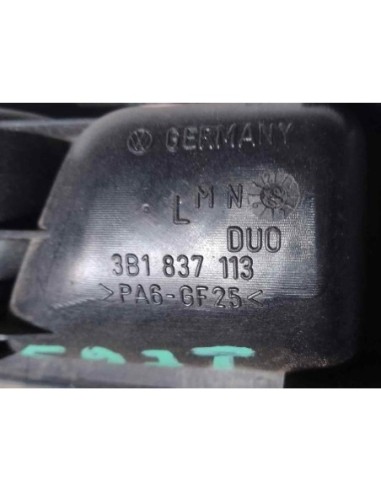 GERMANY
L M N
DUO
3B1 837 113
>PA6-GF25<